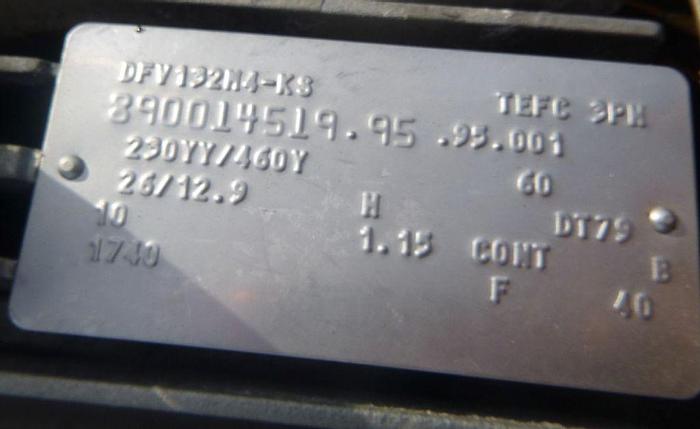 DFV132M4-KS TEFC 3PH
890014519.95 .95.001
230YY/460Y 60
26/12.9 H DT79
10 1.15 CONT B
1740 F 40